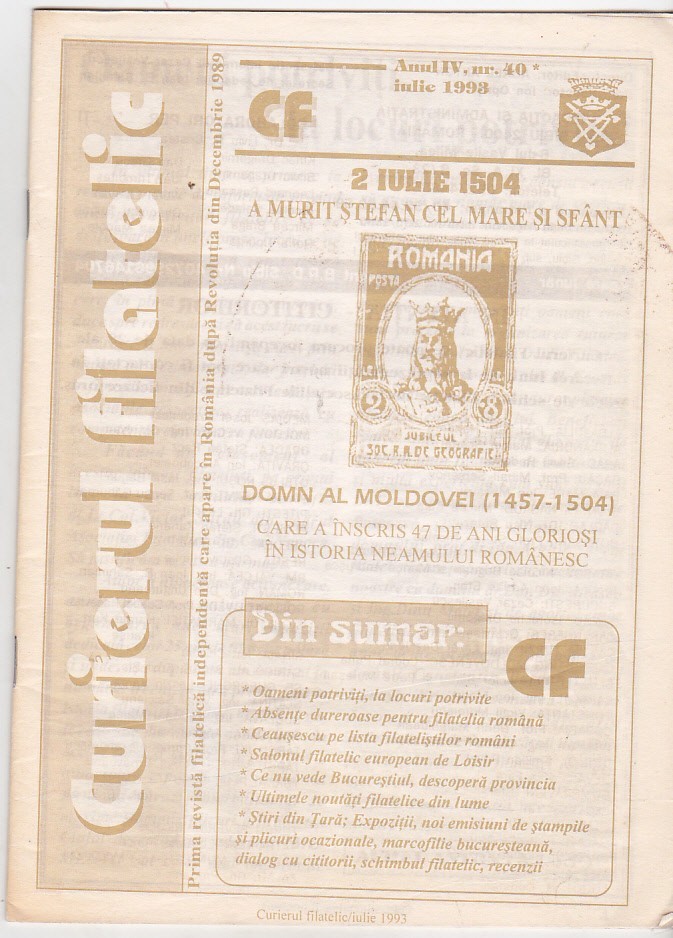 Curierul filatelic
Prima revistă filatelică independentă care apare în România după Revoluția din Decembrie 1989
Anul IV, nr. 40 *
iulie 1993
CF
2 IULIE 1504
A MURIT ȘTEFAN CEL MARE ȘI SFÂNT
ROMANIA
POSTA
LEI
2 8
JUBILEUL
SOC. R. R. DE GEOGRAFIE
DOMN AL MOLDOVEI (1457-1504)
CARE A ÎNSCRIS 47 DE ANI GLORIOȘI
ÎN ISTORIA NEAMULUI ROMÂNESC
Din sumar:
CF
* Oameni potriviți, la locuri potrivite
* Absențe dureroase pentru filatelia română
* Ceaușescu pe lista filateliștilor români
* Salonul filatelic european de Loisir
* Ce nu vede Bucureștiul, descoperă provincia
* Ultimele noutăți filatelice din lume
* Știri din Țară; Expoziții, noi emisiuni de ștampile
și plicuri ocazionale, marcofilie bucureșteană,
dialog cu cititorii, schimbul filatelic, recenzii
Curierul filatelic/iulie 1993